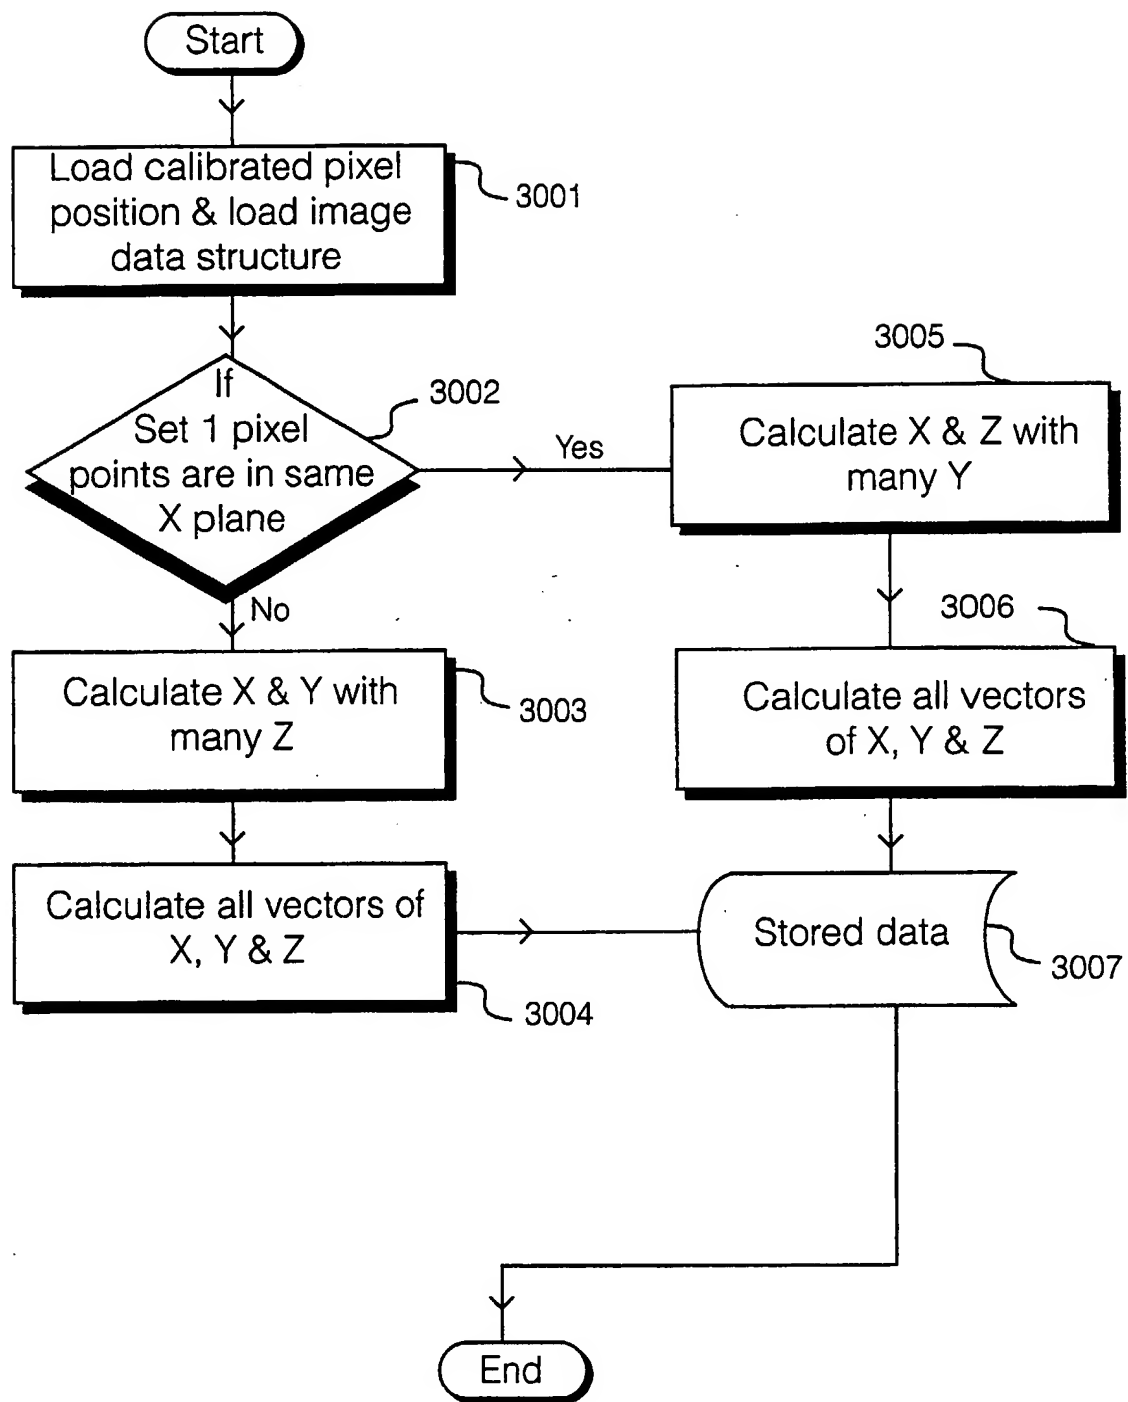 Start
Load calibrated pixel
position & load image
data structure
3001
If
Set 1 pixel
points are in same
X plane
3002
Yes
No
3005
Calculate X & Z with
many Y
Calculate X & Y with
many Z
3003
3006
Calculate all vectors
of X, Y & Z
Calculate all vectors of
X, Y & Z
3004
Stored data
3007
End